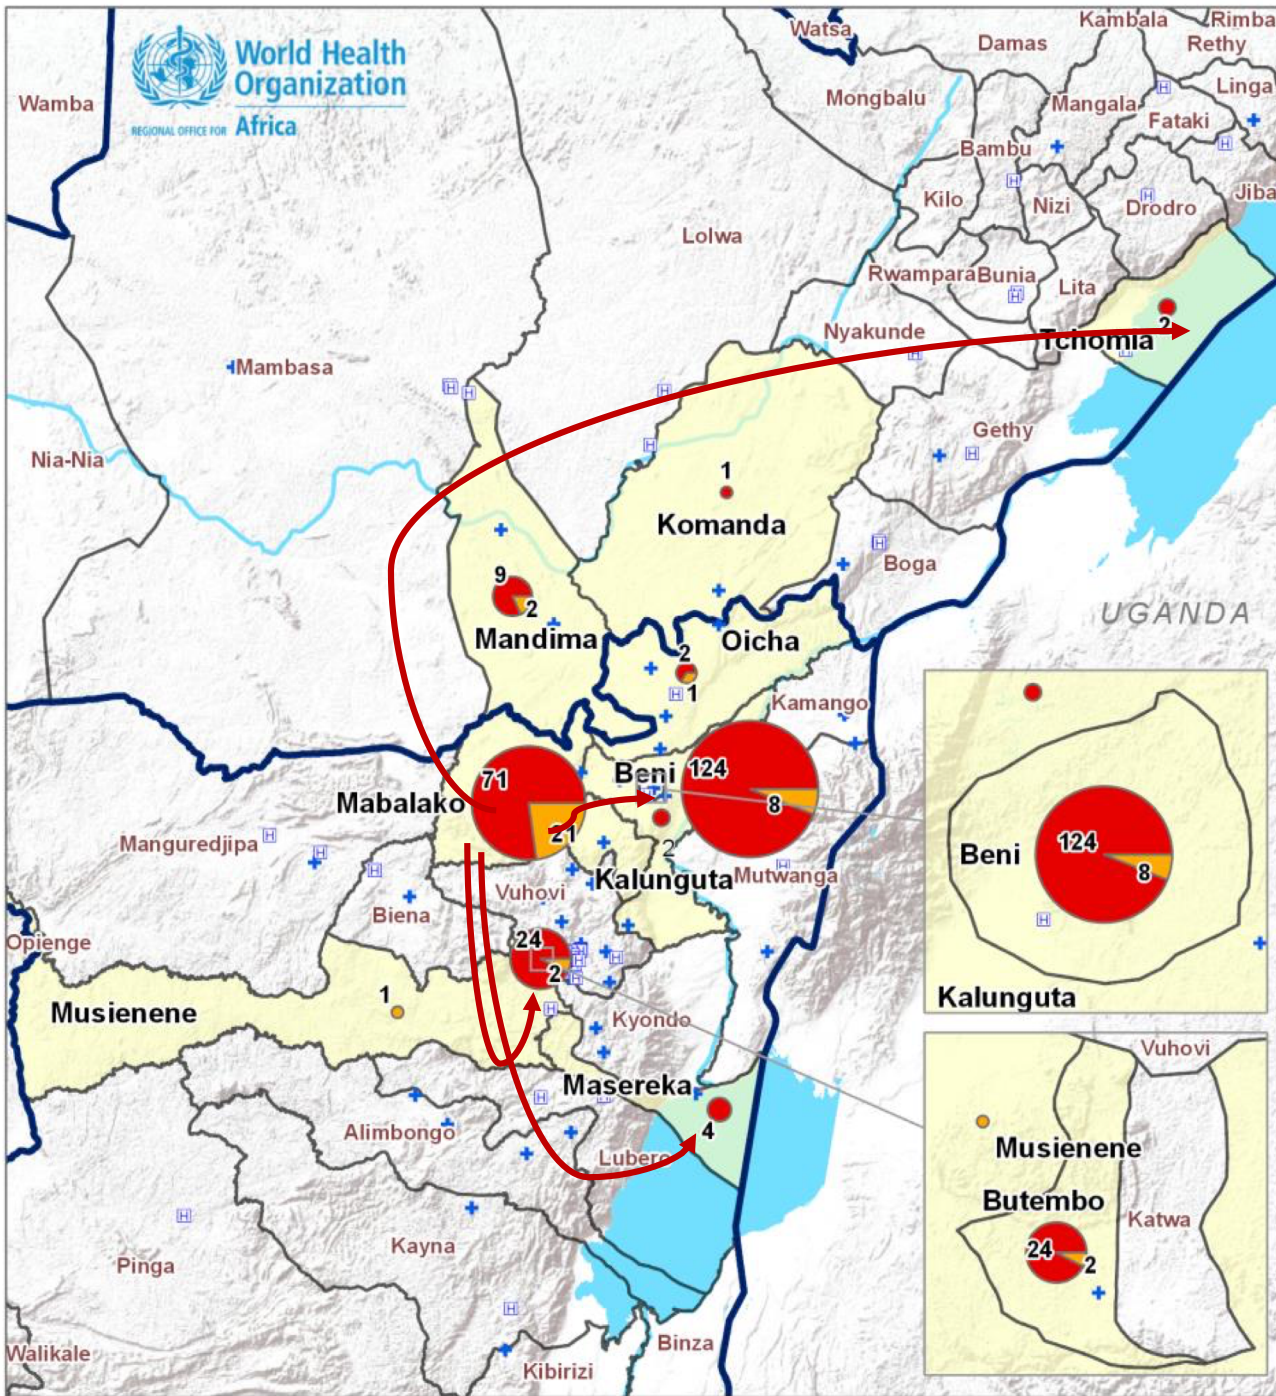 World Health
Organization
REGIONAL OFFICE FOR Africa
Wamba
Watsa
Kambala
Rimba
Damas
Rethy
Mongbalu
Mangala
Linga
Fataki
Bambu
Kilo
Nizi
Drodro
Jiba
Lolwa
Rwampara
Bunia
Lita
Nyakunde
Tchomia
2
Mambasa
Nia-Nia
Gethy
1
Komanda
Boga
9
2
Mandima
Oicha
2
1
UGANDA
Kamango
71
21
Mabalako
Beni
124
8
2
Manguredjipa
Kalunguta
Mutwanga
Vuhovi
Biena
24
2
Opienge
Musienene
1
Kyondo
Masereka
4
Alimbongo
Lubero
Kayna
Pinga
Walikale
Kibirizi
Binza
Beni
124
8
Kalunguta
Vuhovi
Musienene
Butembo
24
2
Katwa